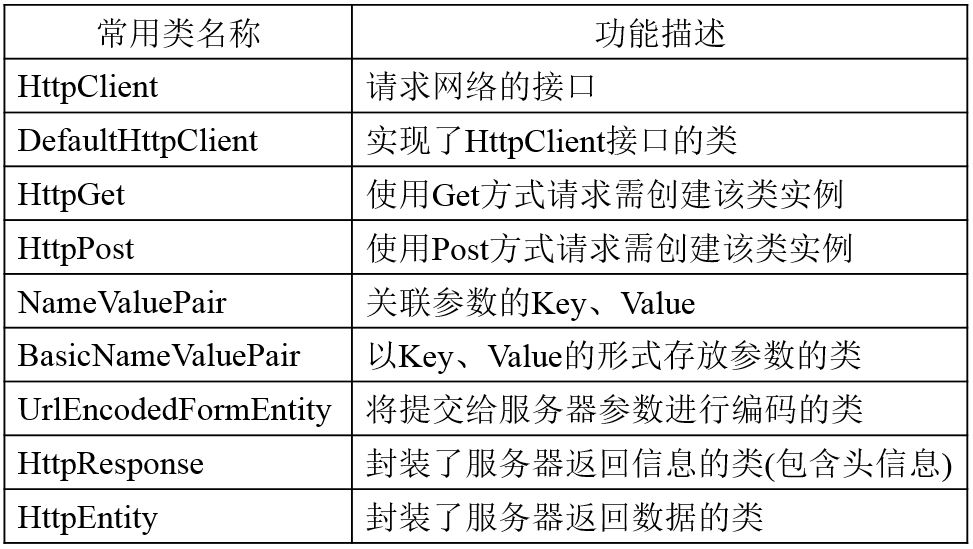 常用类名称 功能描述
HttpClient 请求网络的接口
DefaultHttpClient 实现了HttpClient接口的类
HttpGet 使用Get方式请求需创建该类实例
HttpPost 使用Post方式请求需创建该类实例
NameValuePair 关联参数的Key、Value
BasicNameValuePair 以Key、Value的形式存放参数的类
UrlEncodedFormEntity 将提交给服务器参数进行编码的类
HttpResponse 封装了服务器返回信息的类(包含头信息)
HttpEntity 封装了服务器返回数据的类